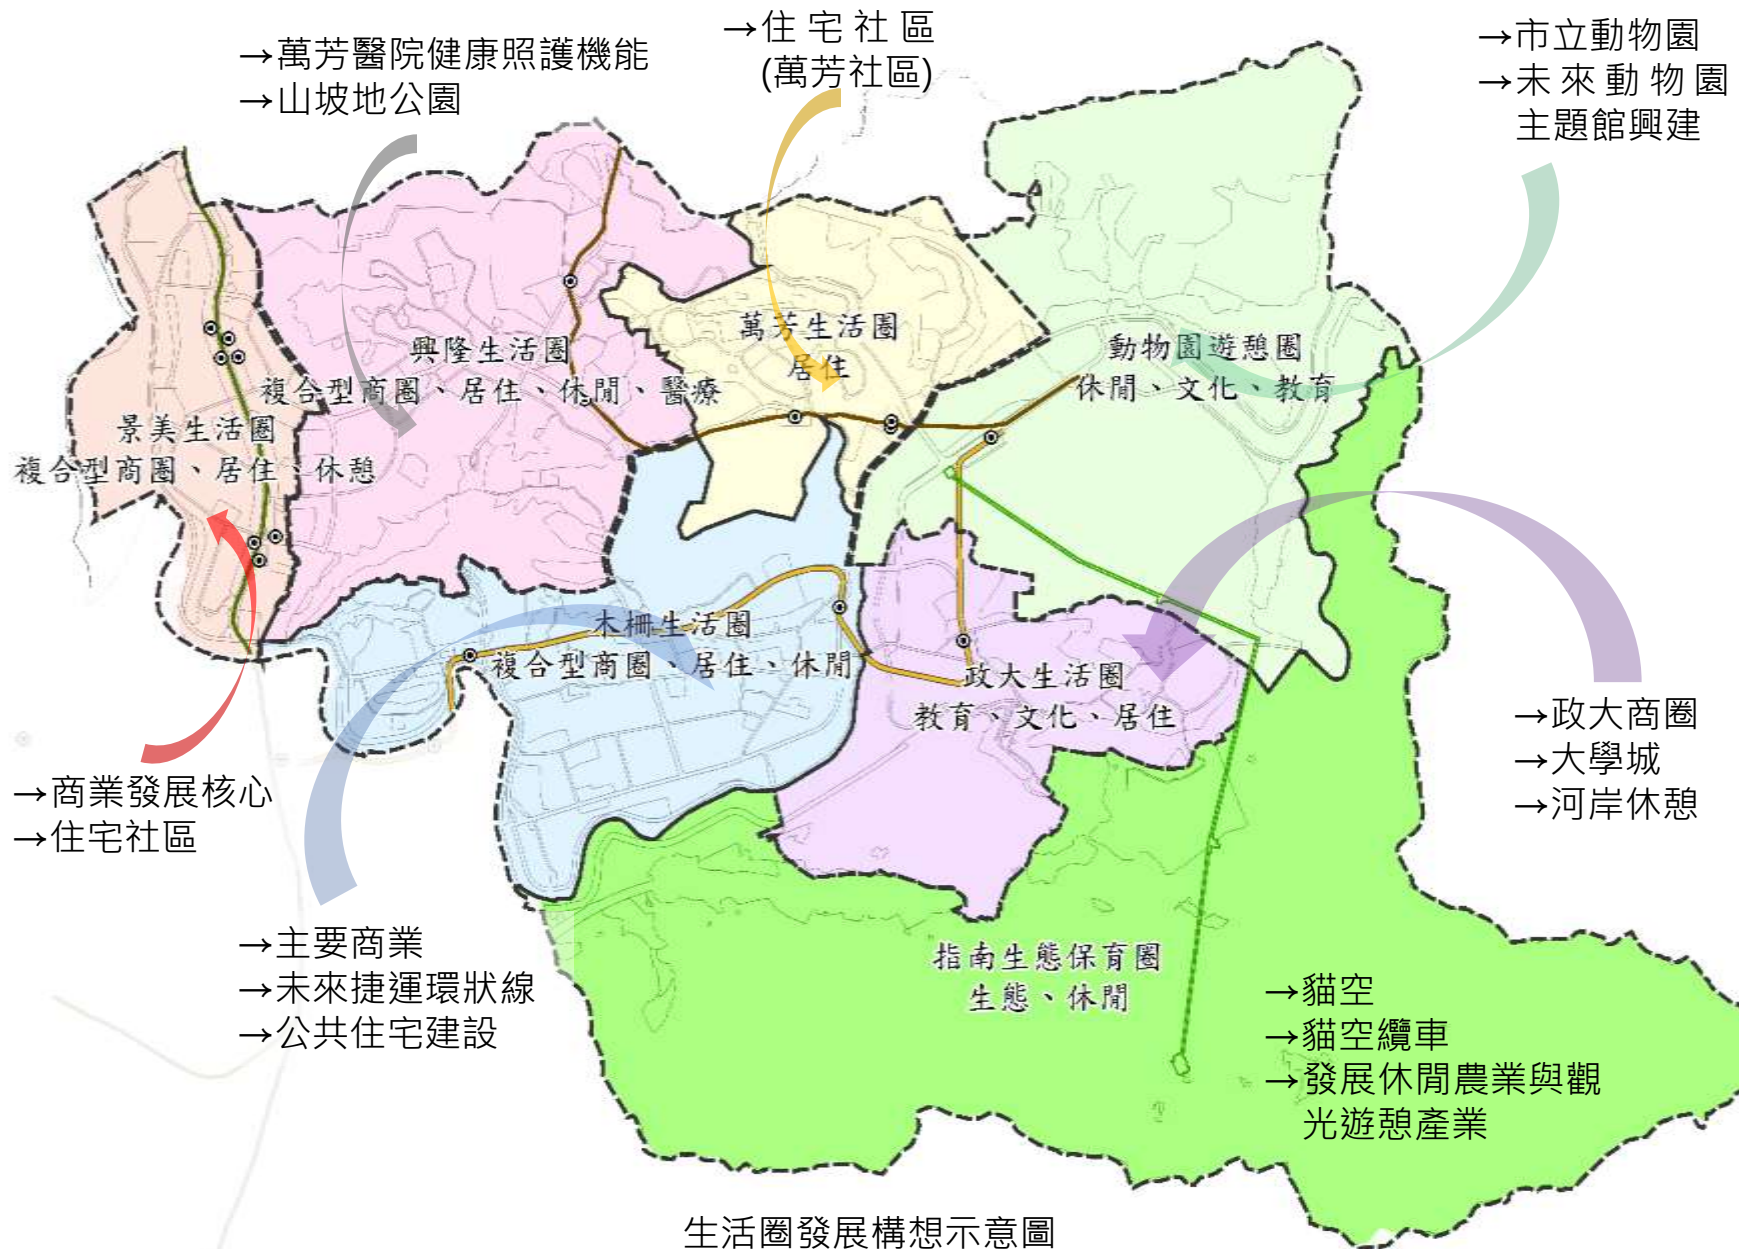 →萬芳醫院健康照護機能
→山坡地公園
→住宅社區
(萬芳社區)
→市立動物園
→未來動物園
主題館興建
萬芳生活圈
居住
興隆生活圈
複合型商圈、居住、休閒、醫療
動物園遊憩圈
休閒、文化、教育
景美生活圈
複合型商圈、居住、休憩
木柵生活圈
複合型商圈、居住、休閒
政大生活圈
教育、文化、居住
→商業發展核心
→住宅社區
→政大商圈
→大學城
→河岸休憩
→主要商業
→未來捷運環狀線
→公共住宅建設
指南生態保育圈
生態、休閒
→貓空
→貓空纜車
→發展休閒農業與觀
光遊憩產業
生活圈發展構想示意圖